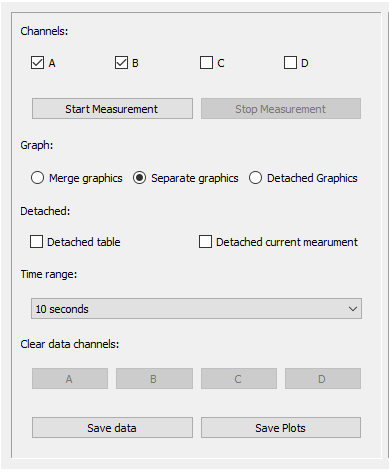 Channels:
A B C D
Start Measurement Stop Measurement
Graph:
Merge graphics Separate graphics Detached Graphics
Detached:
Detached table Detached current mearument
Time range:
10 seconds
Clear data channels:
A B C D
Save data Save Plots